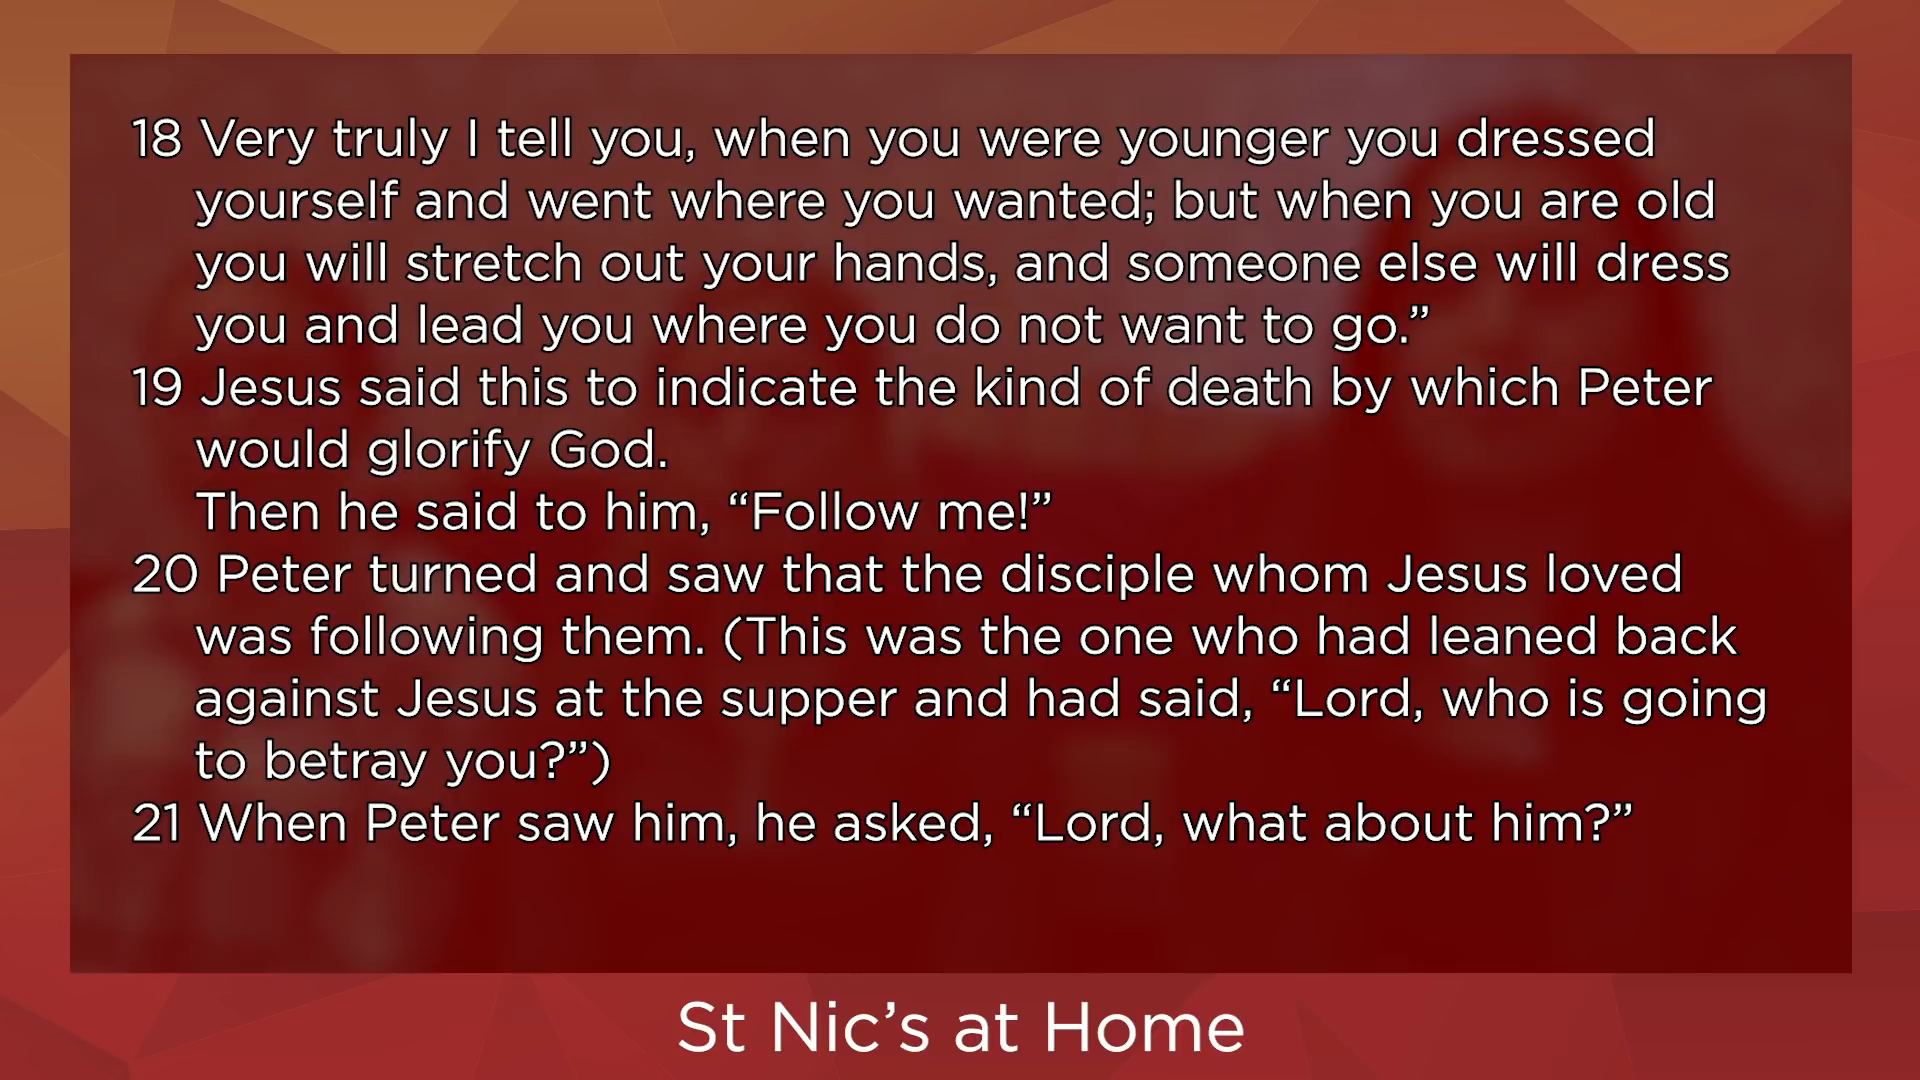 18 Very truly I tell you, when you were younger you dressed
yourself and went where you wanted; but when you are old
you will stretch out your hands, and someone else will dress
you and lead you where you do not want to go.”
19 Jesus said this to indicate the kind of death by which Peter
would glorify God.
Then he said to him, “Follow me!”
20 Peter turned and saw that the disciple whom Jesus loved
was following them. (This was the one who had leaned back
against Jesus at the supper and had said, “Lord, who is going
to betray you?”)
21 When Peter saw him, he asked, “Lord, what about him?”
St Nic’s at Home